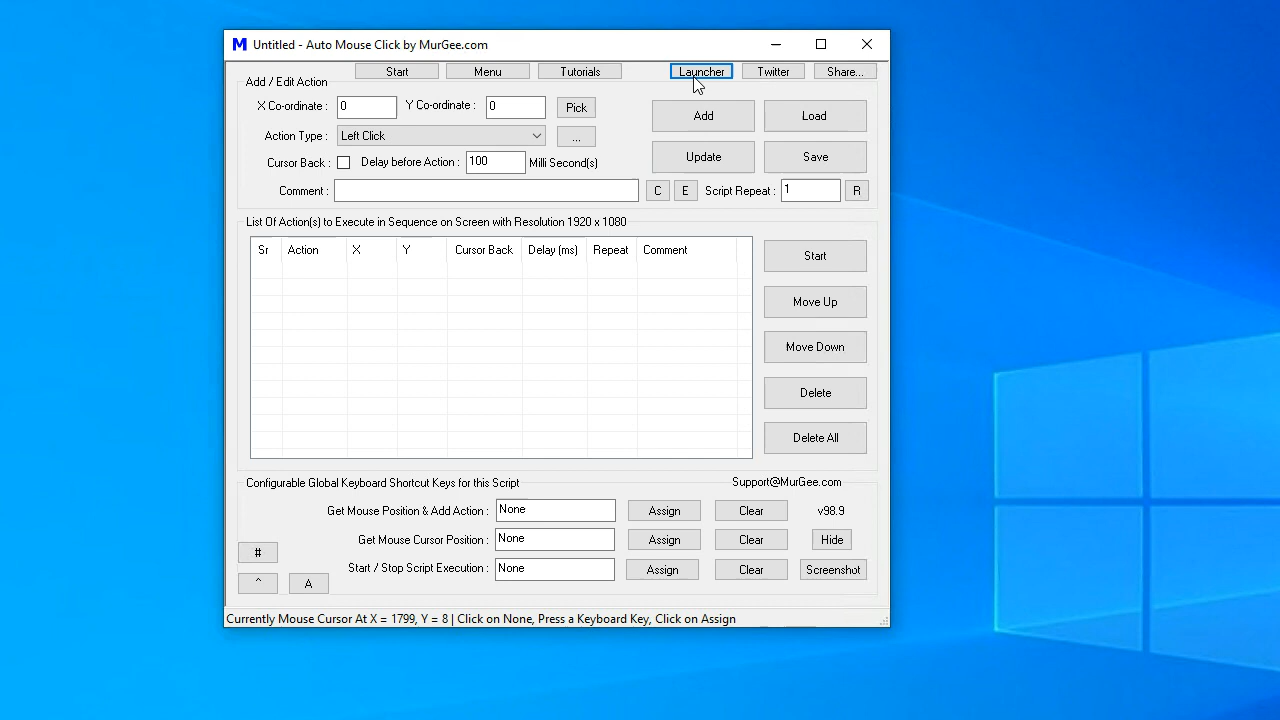 M Untitled - Auto Mouse Click by MurGee.com
Start Menu Tutorials Launcher Twitter Share...
Add / Edit Action
X Co-ordinate : 0 Y Co-ordinate : 0 Pick
Add Load
Action Type : Left Click ...
Cursor Back : Delay before Action : 100 Milli Second(s)
Update Save
Comment : C E Script Repeat : 1 R
List Of Action(s) to Execute in Sequence on Screen with Resolution 1920 x 1080
Sr Action X Y Cursor Back Delay (ms) Repeat Comment
Start
Move Up
Move Down
Delete
Delete All
Configurable Global Keyboard Shortcut Keys for this Script Support@MurGee.com
Get Mouse Position & Add Action : None Assign Clear v98.9
Get Mouse Cursor Position : None Assign Clear Hide
#
Start / Stop Script Execution : None Assign Clear Screenshot
^ A
Currently Mouse Cursor At X = 1799, Y = 8 | Click on None, Press a Keyboard Key, Click on Assign